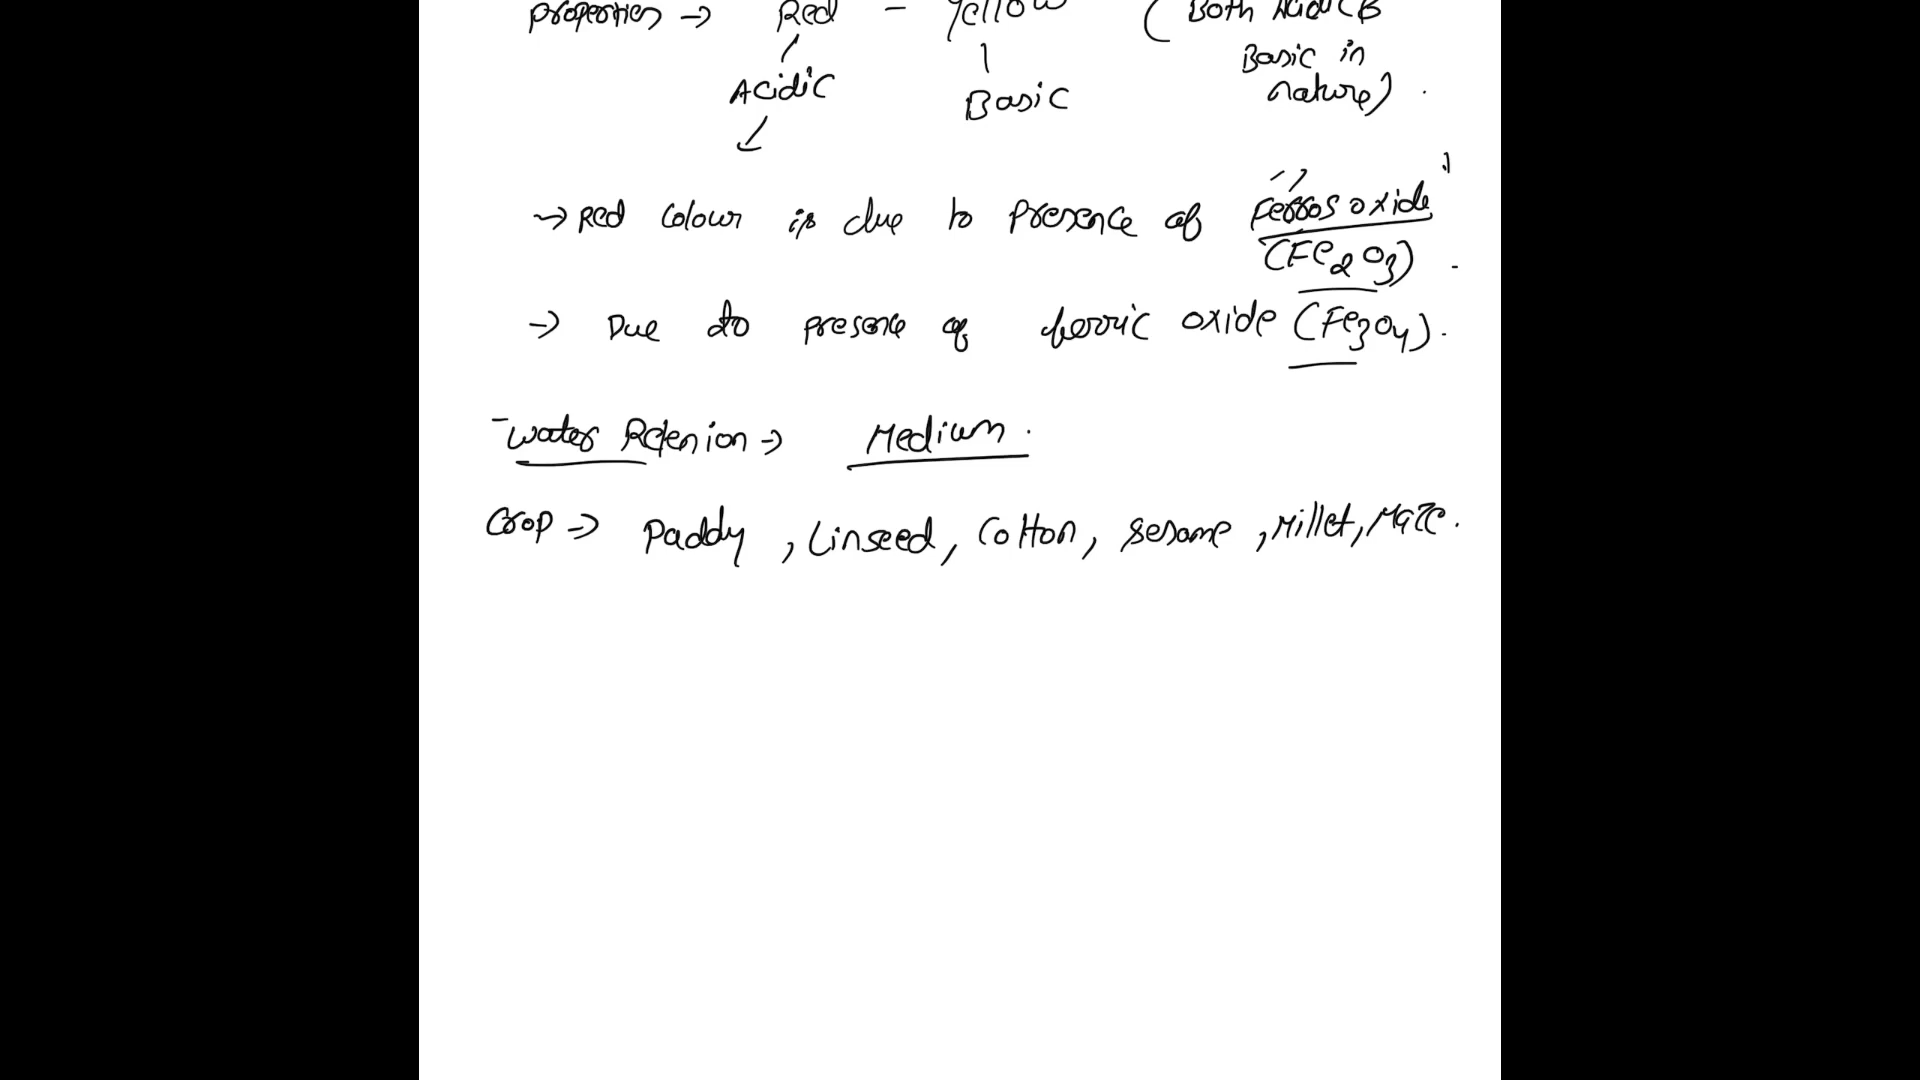 Properties → Red - Yellow (Both Acidic &
Basic in
nature).
Acidic Basic
→ Red Colour is due to Presence of Ferros oxide
(Fe2O3).
→ Due to presence of ferric oxide (Fe3O4).
- Water Retenion → Medium.
Crop → Paddy, Linseed, Cotton, Sesame, Millet, Maze.